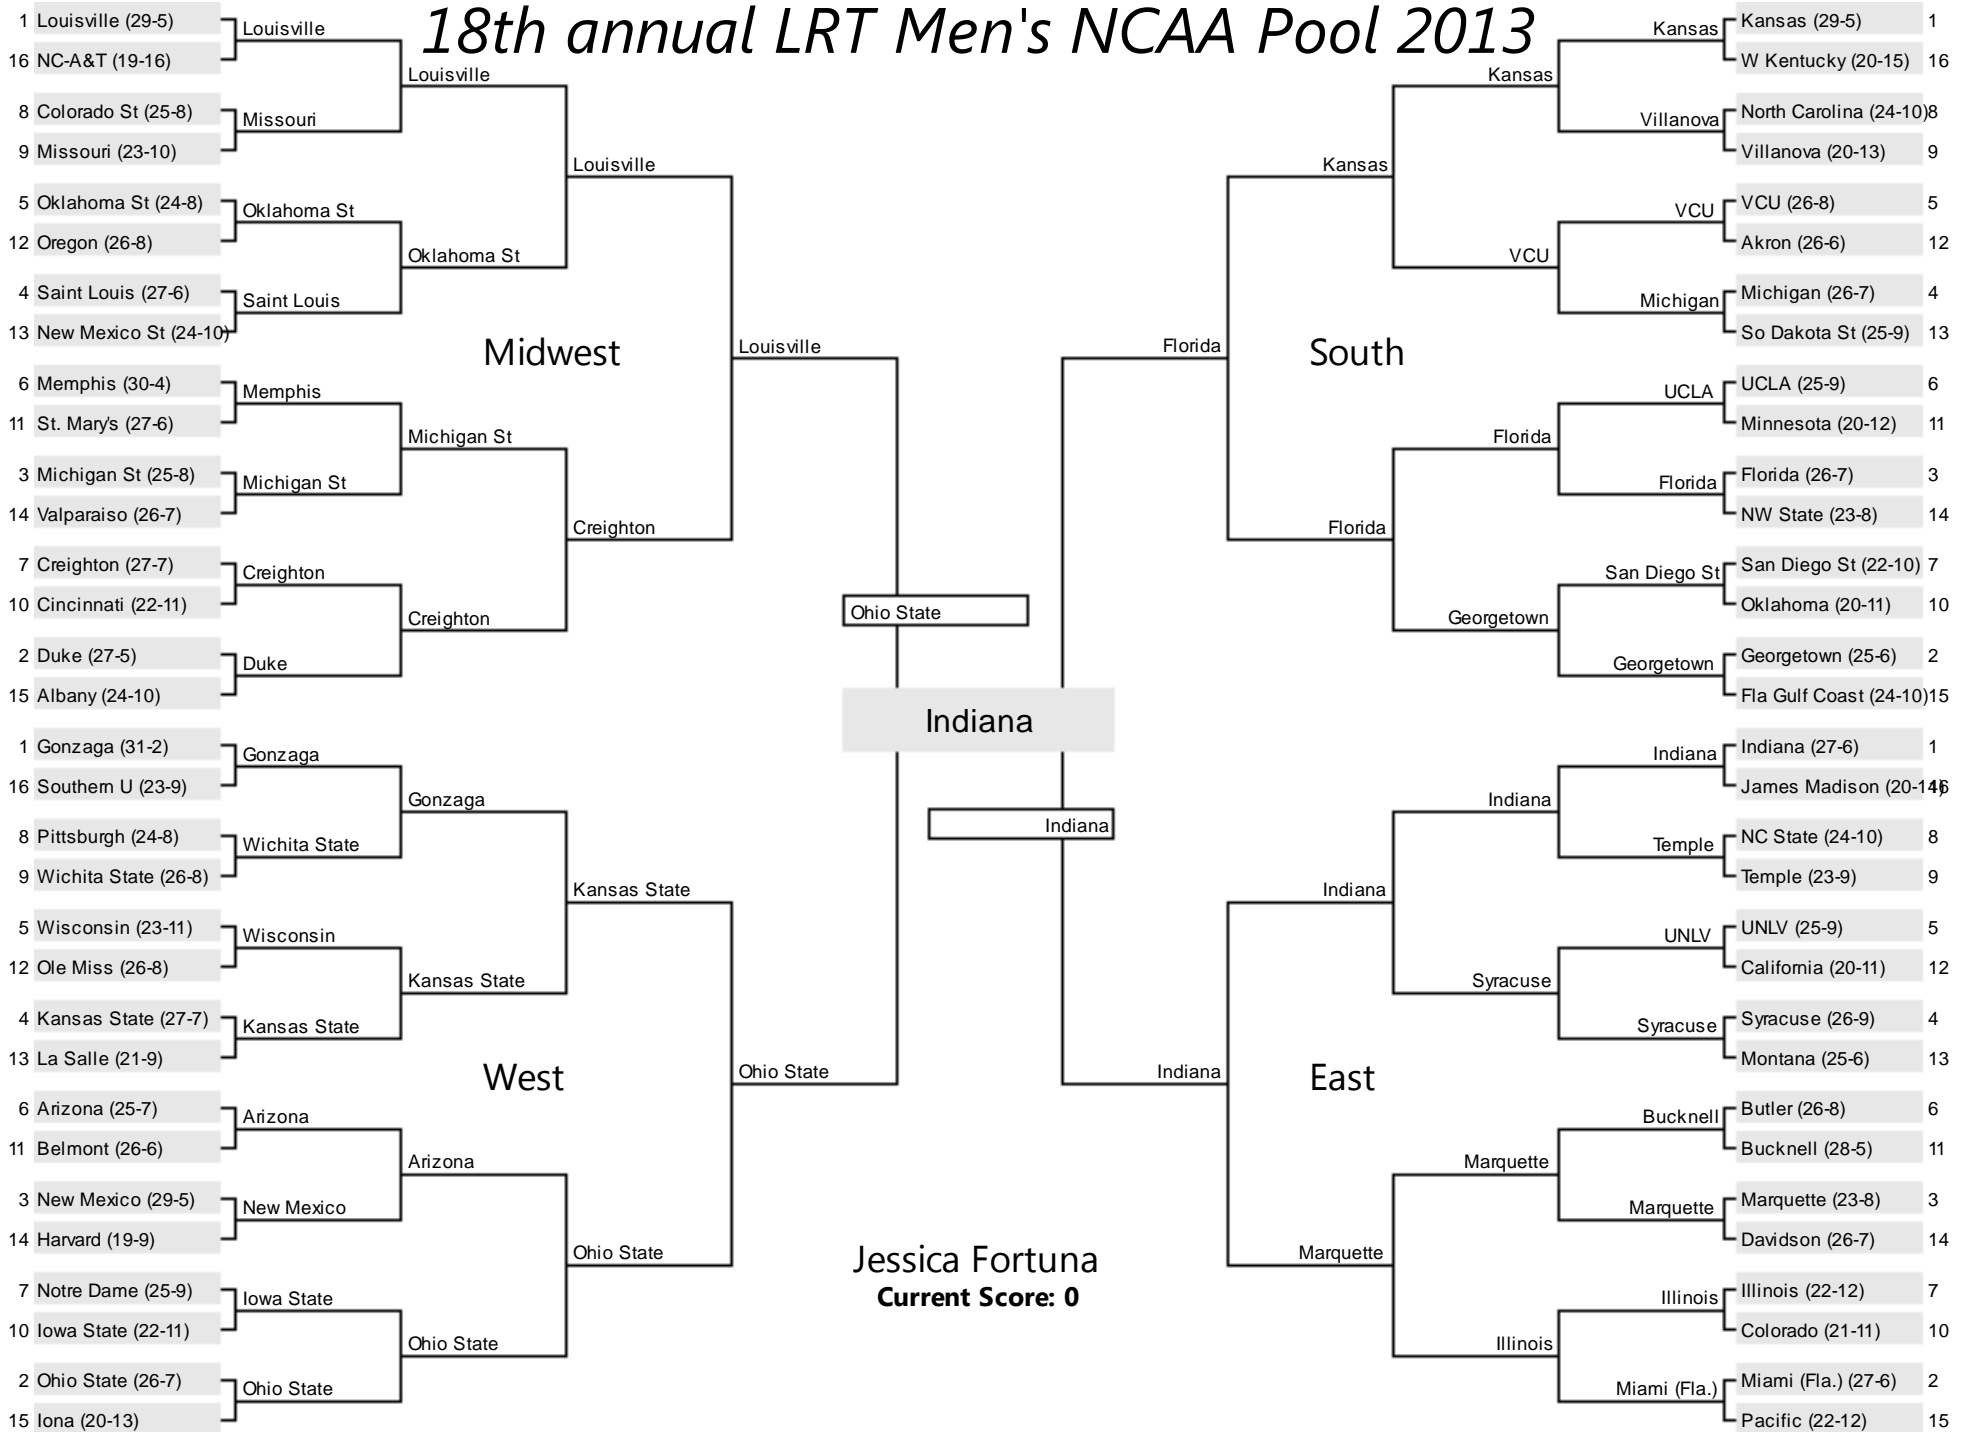 18th annual LRT Men's NCAA Pool 2013
1 Louisville (29-5)
16 NC-A&T (19-16)
8 Colorado St (25-8)
9 Missouri (23-10)
5 Oklahoma St (24-8)
12 Oregon (26-8)
4 Saint Louis (27-6)
13 New Mexico St (24-10)
6 Memphis (30-4)
11 St. Mary's (27-6)
3 Michigan St (25-8)
14 Valparaiso (26-7)
7 Creighton (27-7)
10 Cincinnati (22-11)
2 Duke (27-5)
15 Albany (24-10)
Louisville
Missouri
Oklahoma St
Saint Louis
Memphis
Michigan St
Creighton
Duke
Louisville
Oklahoma St
Michigan St
Creighton
Louisville
Creighton
Midwest
Louisville
1 Gonzaga (31-2)
16 Southern U (23-9)
8 Pittsburgh (24-8)
9 Wichita State (26-8)
5 Wisconsin (23-11)
12 Ole Miss (26-8)
4 Kansas State (27-7)
13 La Salle (21-9)
6 Arizona (25-7)
11 Belmont (26-6)
3 New Mexico (29-5)
14 Harvard (19-9)
7 Notre Dame (25-9)
10 Iowa State (22-11)
2 Ohio State (26-7)
15 Iona (20-13)
Gonzaga
Wichita State
Wisconsin
Kansas State
Arizona
New Mexico
Iowa State
Ohio State
Gonzaga
Kansas State
Arizona
Ohio State
Kansas State
Ohio State
West
Ohio State
Ohio State
Indiana
Indiana
Jessica Fortuna
Current Score: 0
Florida
South
Kansas
Florida
Kansas
VCU
Florida
Georgetown
Kansas
Villanova
VCU
Michigan
UCLA
Florida
San Diego St
Georgetown
Kansas (29-5) 1
W Kentucky (20-15) 16
North Carolina (24-10) 8
Villanova (20-13) 9
VCU (26-8) 5
Akron (26-6) 12
Michigan (26-7) 4
So Dakota St (25-9) 13
UCLA (25-9) 6
Minnesota (20-12) 11
Florida (26-7) 3
NW State (23-8) 14
San Diego St (22-10) 7
Oklahoma (20-11) 10
Georgetown (25-6) 2
Fla Gulf Coast (24-10) 15
Indiana
East
Indiana
Marquette
Indiana
Syracuse
Marquette
Illinois
Indiana
Temple
UNLV
Syracuse
Bucknell
Marquette
Illinois
Miami (Fla.)
Indiana (27-6) 1
James Madison (20-14) 16
NC State (24-10) 8
Temple (23-9) 9
UNLV (25-9) 5
California (20-11) 12
Syracuse (26-9) 4
Montana (25-6) 13
Butler (26-8) 6
Bucknell (28-5) 11
Marquette (23-8) 3
Davidson (26-7) 14
Illinois (22-12) 7
Colorado (21-11) 10
Miami (Fla.) (27-6) 2
Pacific (22-12) 15